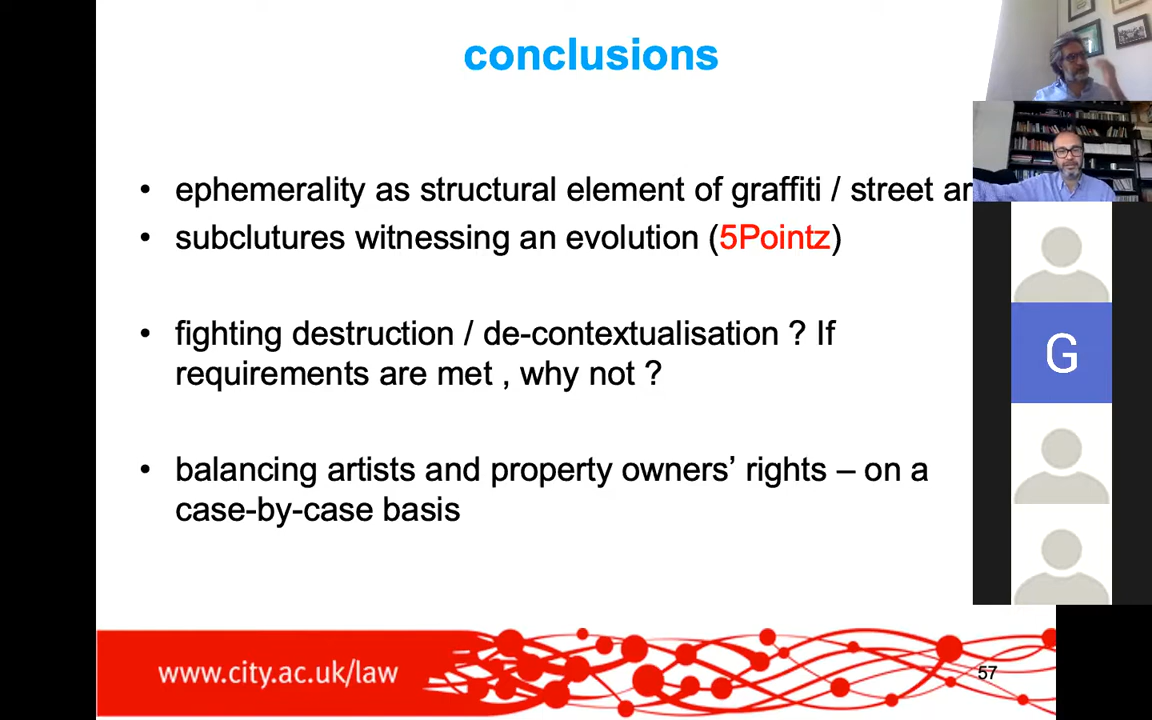 conclusions
• ephemerality as structural element of graffiti / street
• subclutures witnessing an evolution (5Pointz)
• fighting destruction / de-contextualisation ? If
requirements are met , why not ?
• balancing artists and property owners’ rights – on a
case-by-case basis
G
www.city.ac.uk/law
57